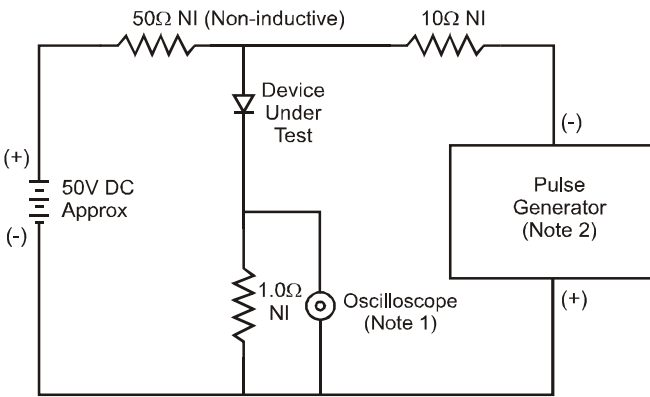 50Ω NI (Non-inductive)
10Ω NI
Device
Under
Test
(+)
50V DC
Approx
(-)
1.0Ω
NI
Oscilloscope
(Note 1)
(-)
Pulse
Generator
(Note 2)
(+)